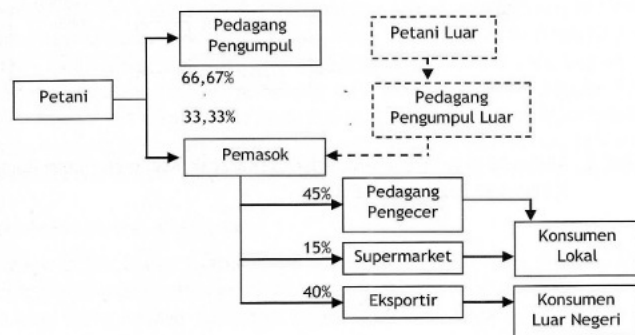 Pedagang
Pengumpul
Petani Luar
66,67%
Petani
Pedagang
Pengumpul Luar
33,33%
Pemasok
45%
Pedagang
Pengecer
Konsumen
Lokal
15%
Supermarket
40%
Eksportir
Konsumen
Luar Negeri